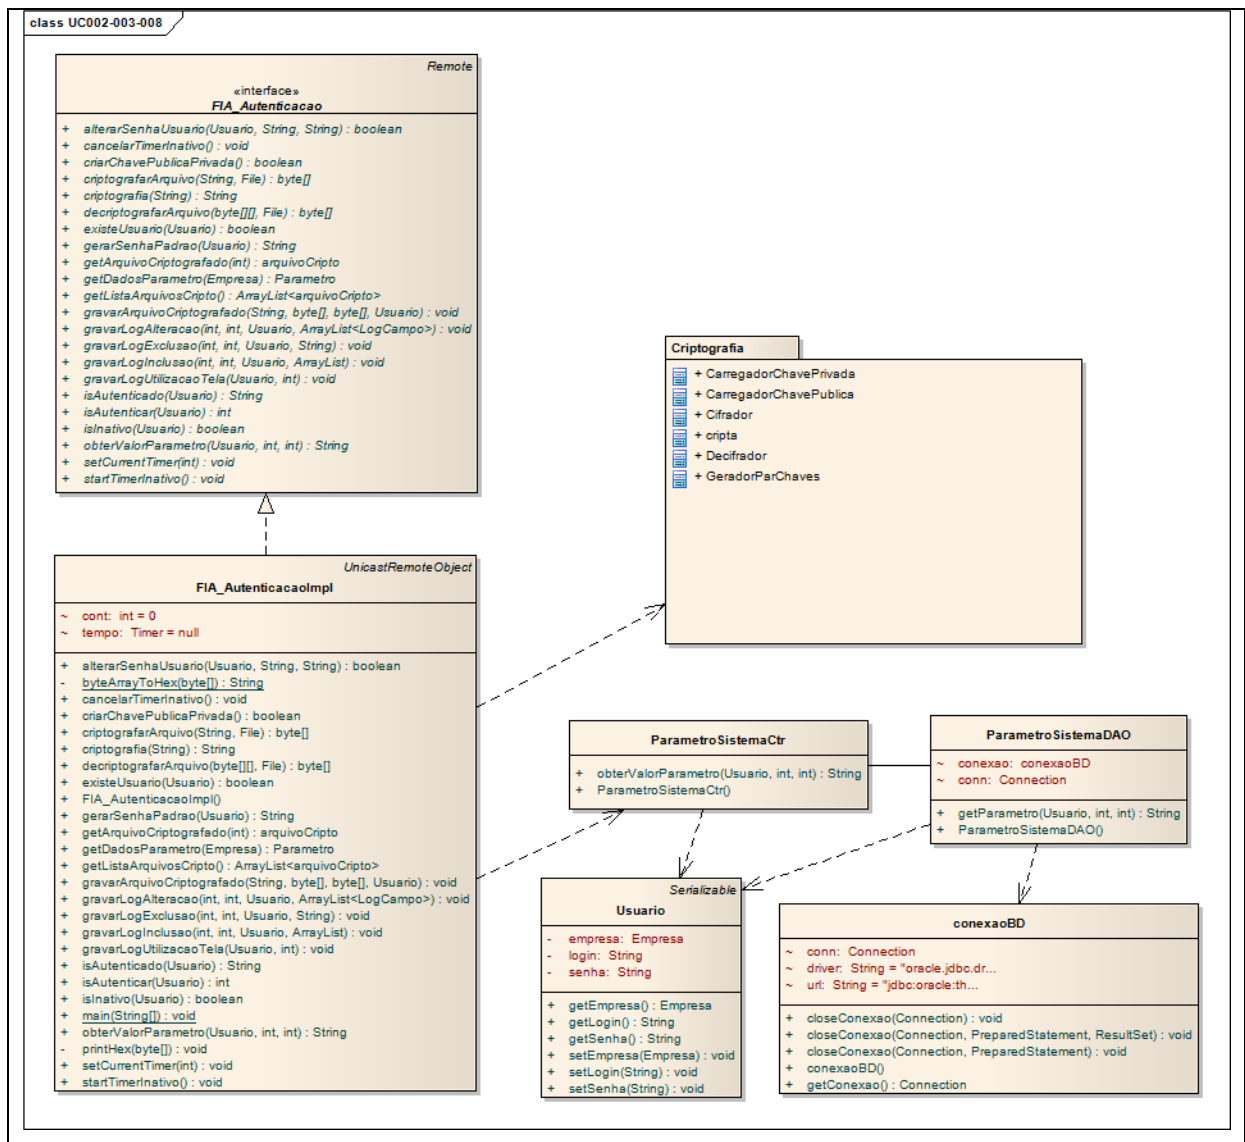 class UC002-003-008
Remote
«interface»
FIA_Autenticacao
+ alterarSenhaUsuario(Usuario, String, String) : boolean
+ cancelarTimerInativo() : void
+ criarChavePublicaPrivada() : boolean
+ criptografarArquivo(String, File) : byte[]
+ criptografia(String) : String
+ decriptografarArquivo(byte[][], File) : byte[]
+ existeUsuario(Usuario) : boolean
+ gerarSenhaPadrao(Usuario) : String
+ getArquivoCriptografado(int) : arquivoCripto
+ getDadosParametro(Empresa) : Parametro
+ getListaArquivosCripto() : ArrayList<arquivoCripto>
+ gravarArquivoCriptografado(String, byte[], byte[], Usuario) : void
+ gravarLogAlteracao(int, int, Usuario, ArrayList<LogCampo>) : void
+ gravarLogExclusao(int, int, Usuario, String) : void
+ gravarLogInclusao(int, int, Usuario, ArrayList) : void
+ gravarLogUtilizacaoTela(Usuario, int) : void
+ isAutenticado(Usuario) : String
+ isAutenticar(Usuario) : int
+ isInativo(Usuario) : boolean
+ obterValorParametro(Usuario, int, int) : String
+ setCurrentTimer(int) : void
+ startTimerInativo() : void
Criptografia
+ CarregadorChavePrivada
+ CarregadorChavePublica
+ Cifrador
+ cripta
+ Decifrador
+ GeradorParChaves
UnicastRemoteObject
FIA_AutenticacaoImpl
~ cont: int = 0
~ tempo: Timer = null
+ alterarSenhaUsuario(Usuario, String, String) : boolean
- byteArrayToHex(byte[]) : String
+ cancelarTimerInativo() : void
+ criarChavePublicaPrivada() : boolean
+ criptografarArquivo(String, File) : byte[]
+ criptografia(String) : String
+ decriptografarArquivo(byte[][], File) : byte[]
+ existeUsuario(Usuario) : boolean
+ FIA_AutenticacaoImpl()
+ gerarSenhaPadrao(Usuario) : String
+ getArquivoCriptografado(int) : arquivoCripto
+ getDadosParametro(Empresa) : Parametro
+ getListaArquivosCripto() : ArrayList<arquivoCripto>
+ gravarArquivoCriptografado(String, byte[], byte[], Usuario) : void
+ gravarLogAlteracao(int, int, Usuario, ArrayList<LogCampo>) : void
+ gravarLogExclusao(int, int, Usuario, String) : void
+ gravarLogInclusao(int, int, Usuario, ArrayList) : void
+ gravarLogUtilizacaoTela(Usuario, int) : void
+ isAutenticado(Usuario) : String
+ isAutenticar(Usuario) : int
+ isInativo(Usuario) : boolean
+ main(String[]) : void
+ obterValorParametro(Usuario, int, int) : String
- printHex(byte[]) : void
+ setCurrentTimer(int) : void
+ startTimerInativo() : void
ParametroSistemaCtr
+ obterValorParametro(Usuario, int, int) : String
+ ParametroSistemaCtr()
ParametroSistemaDAO
~ conexao: conexaoBD
~ conn: Connection
+ getParametro(Usuario, int, int) : String
+ ParametroSistemaDAO()
Serializable
Usuario
- empresa: Empresa
- login: String
- senha: String
+ getEmpresa() : Empresa
+ getLogin() : String
+ getSenha() : String
+ setEmpresa(Empresa) : void
+ setLogin(String) : void
+ setSenha(String) : void
conexaoBD
~ conn: Connection
~ driver: String = "oracle.jdbc.dr...
~ url: String = "jdbc:oracle:th...
+ closeConexao(Connection) : void
+ closeConexao(Connection, PreparedStatement, ResultSet) : void
+ closeConexao(Connection, PreparedStatement) : void
+ conexaoBD()
+ getConexao() : Connection